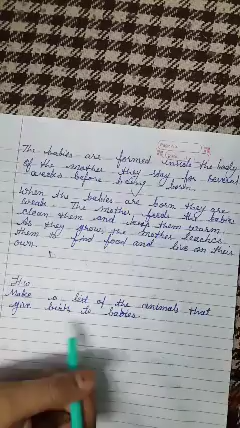 The babies are formed inside the body
of the mother. They stay for several
weeks before being born.
When the babies are born they are
weak. The mother feeds the babies
clean them and keep them warm.
As they grow, the mother teaches
them to find food and live on their
own.
H.W
Make a list of the animals that
give birth to babies.